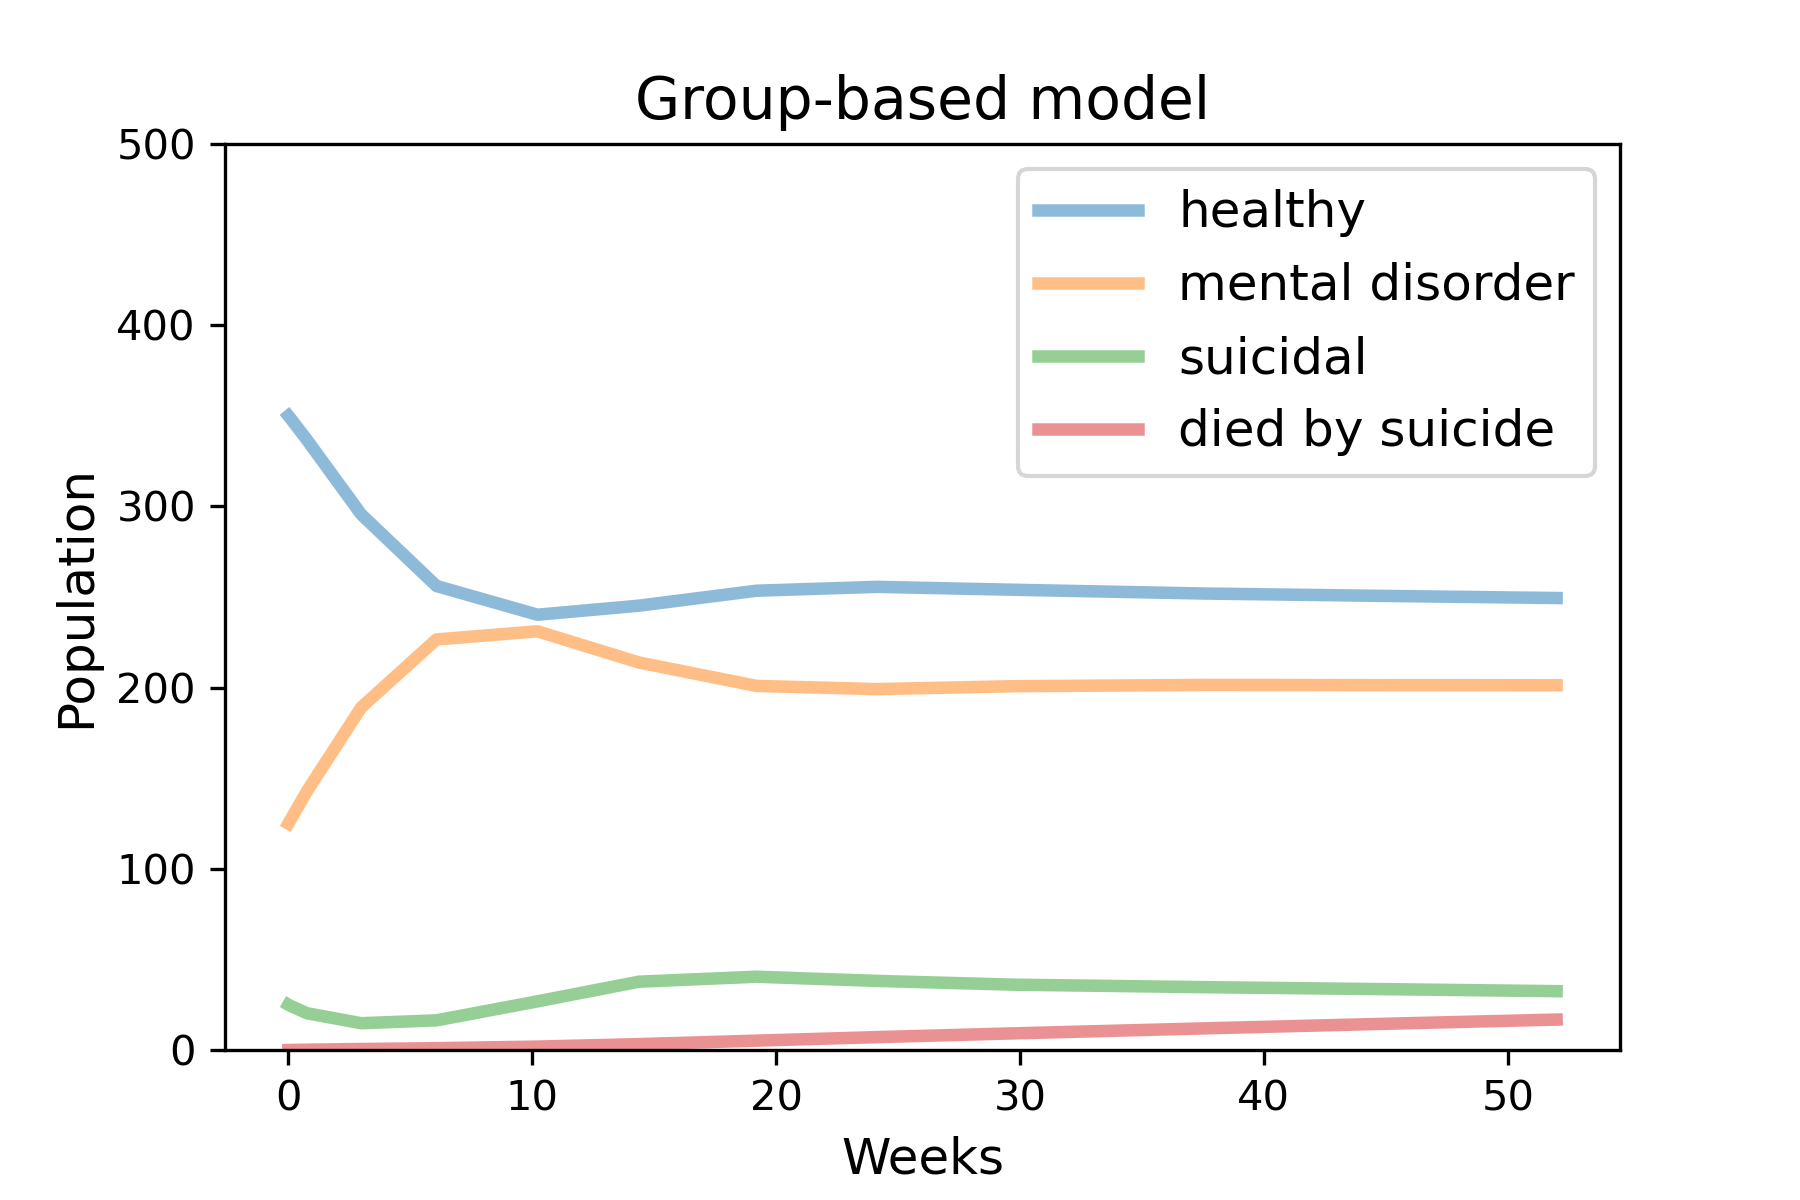 Group-based model
500
400
300
200
100
0
Population
healthy
mental disorder
suicidal
died by suicide
0 10 20 30 40 50
Weeks